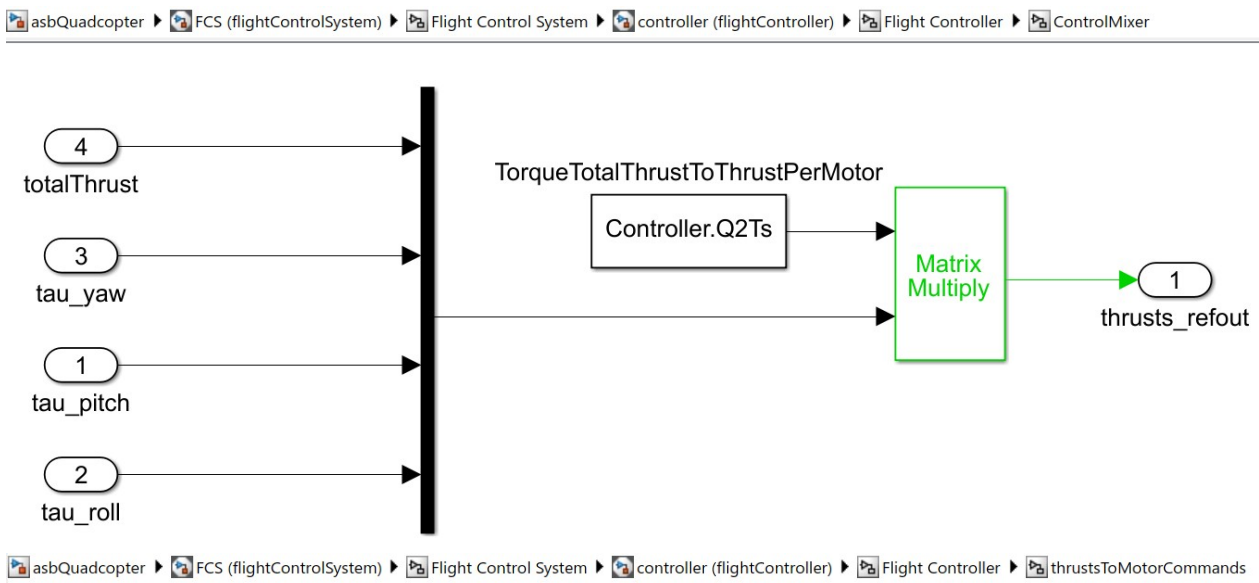 asbQuadcopter FCS (flightControlSystem) Flight Control System controller (flightController) Flight Controller ControlMixer
4
totalThrust
3
tau_yaw
1
tau_pitch
2
tau_roll
TorqueTotalThrustToThrustPerMotor
Controller.Q2Ts
Matrix
Multiply
1
thrusts_refout
asbQuadcopter FCS (flightControlSystem) Flight Control System controller (flightController) Flight Controller thrustsToMotorCommands